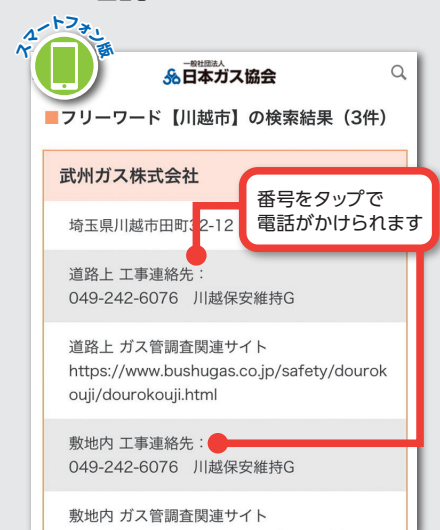 スマートフォン版
一般社団法人
日本ガス協会
■フリーワード【川越市】の検索結果（3件）
武州ガス株式会社
番号をタップで
電話がかけられます
埼玉県川越市田町32-12
道路上 工事連絡先：
049-242-6076　川越保安維持G
道路上 ガス管調査関連サイト
https://www.bushugas.co.jp/safety/dourok
ouji/dourokouji.html
敷地内 工事連絡先：
049-242-6076　川越保安維持G
敷地内 ガス管調査関連サイト